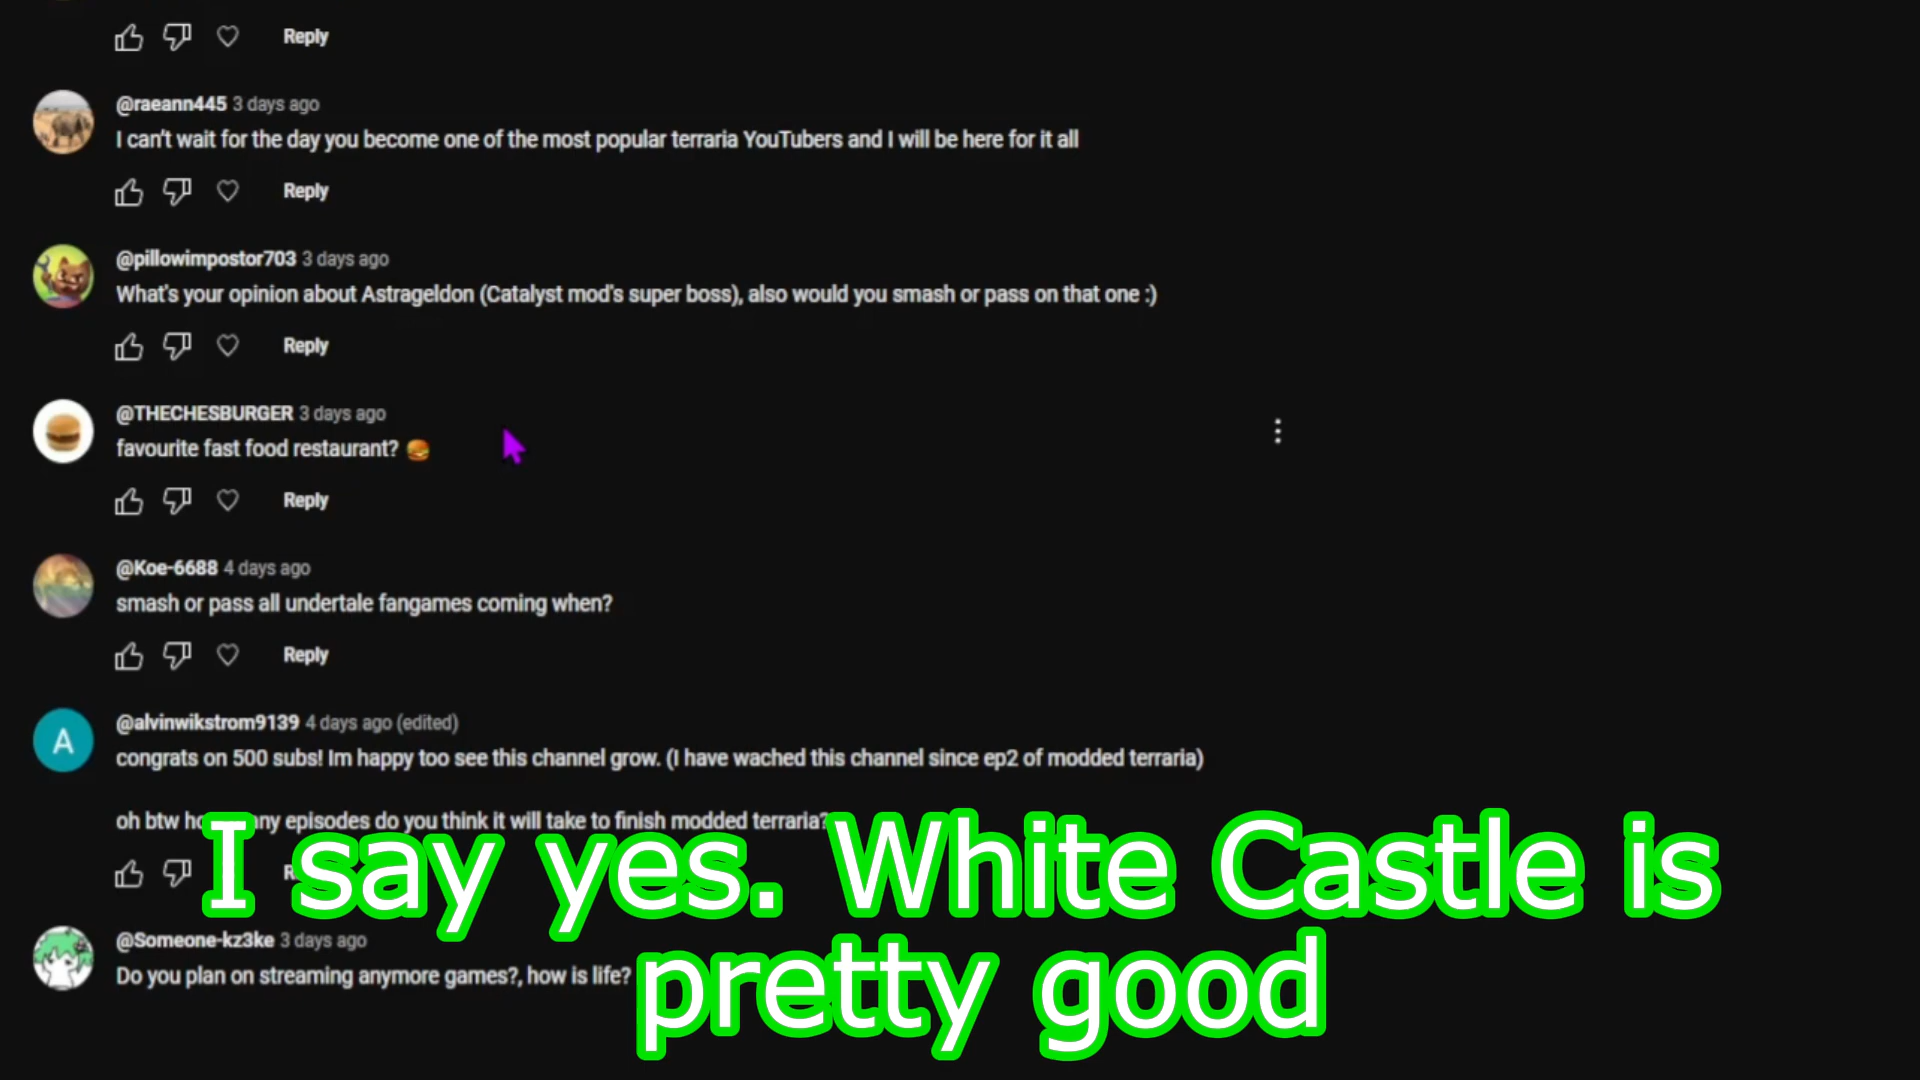 Reply
@raeann445 3 days ago
I can't wait for the day you become one of the most popular terraria YouTubers and I will be here for it all
Reply
@pillowimpostor703 3 days ago
What's your opinion about Astrageldon (Catalyst mod's super boss), also would you smash or pass on that one :)
Reply
@THECHESBURGER 3 days ago
favourite fast food restaurant? 🍔
Reply
@Koe-6688 4 days ago
smash or pass all undertale fangames coming when?
Reply
A
@alvinwikstrom9139 4 days ago (edited)
congrats on 500 subs! Im happy too see this channel grow. (I have wached this channel since ep2 of modded terraria)
oh btw episodes do you think it will take to finish modded terraria?
I say yes. White Castle is
pretty good
@Someone-kz3ke 3 days ago
Do you plan on streaming anymore games?, how is life?